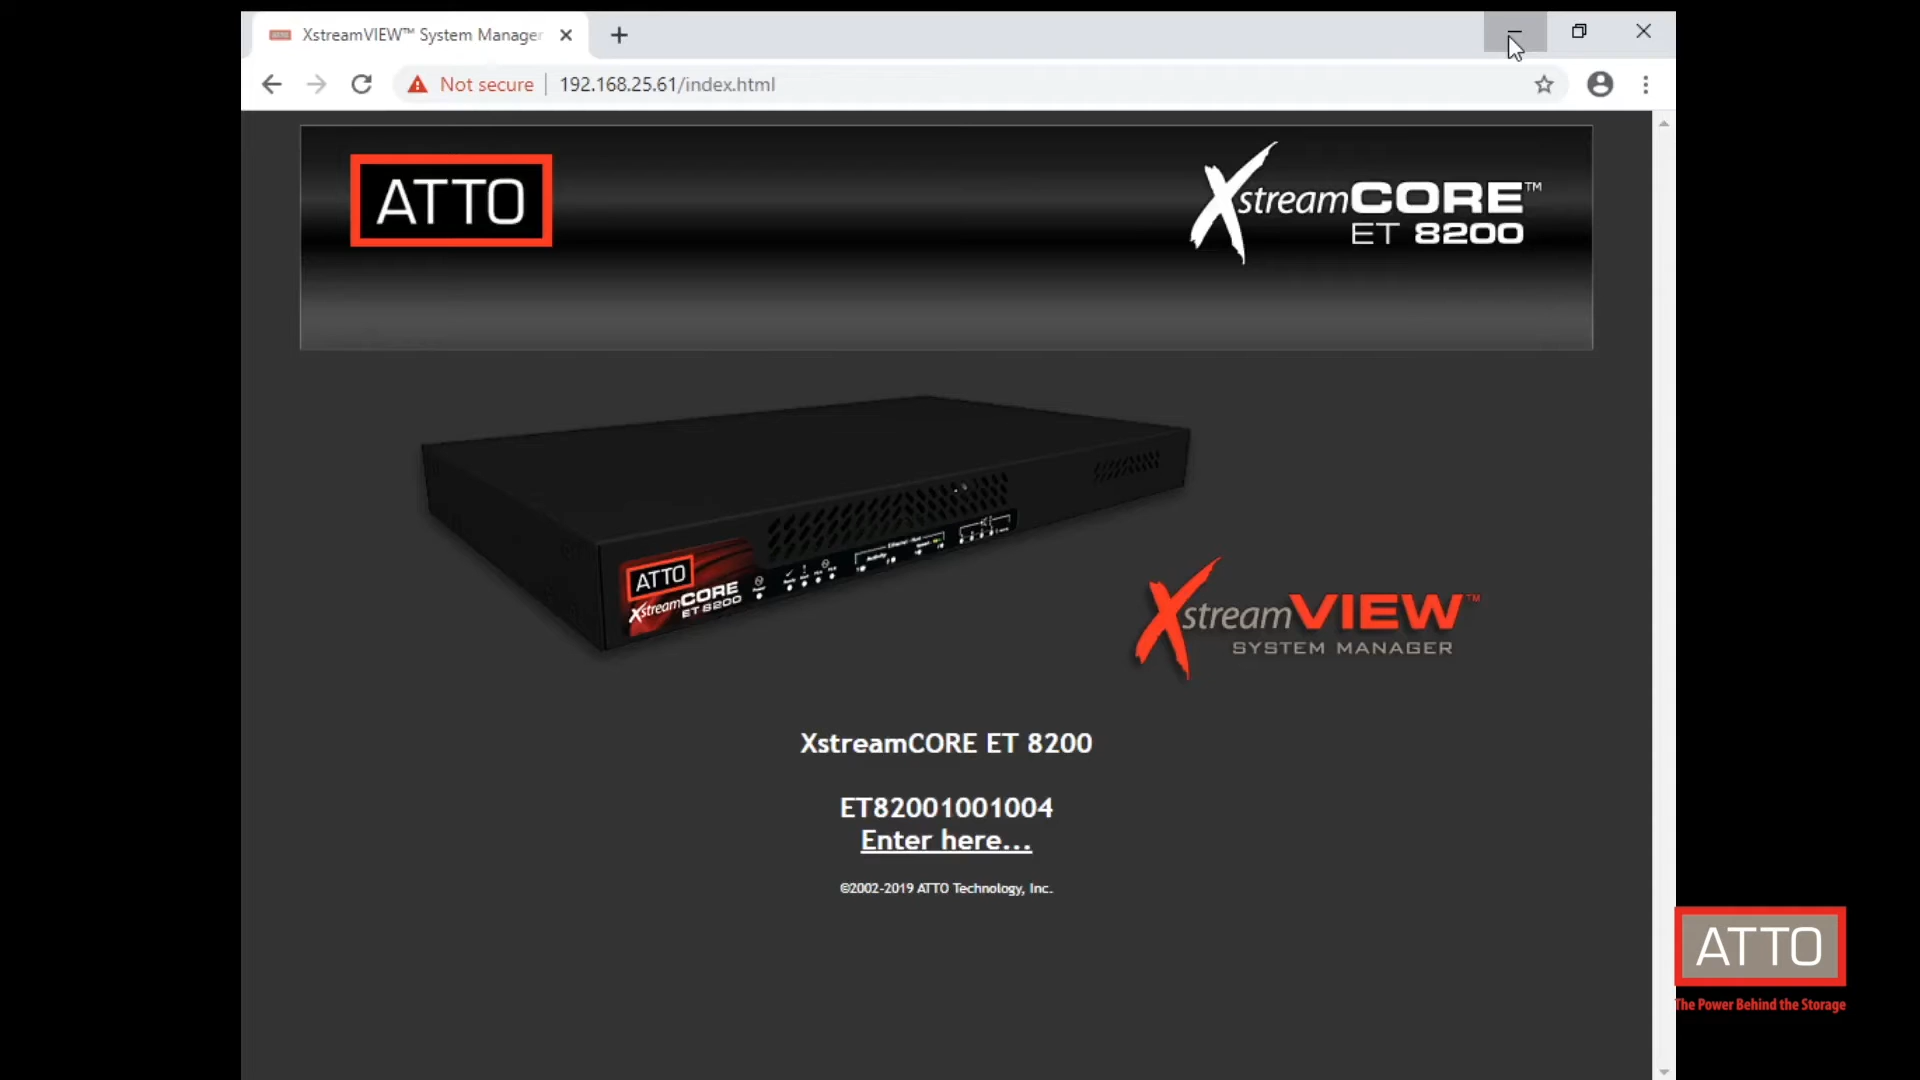 XstreamVIEW™ System Manager
Not secure
192.168.25.61/index.html
ATTO
XstreamCORE™
ET 8200
ATTO
XstreamCORE
ET 8200
XstreamVIEW™
SYSTEM MANAGER
XstreamCORE ET 8200
ET82001001004
Enter here...
©2002-2019 ATTO Technology, Inc.
ATTO
The Power Behind the Storage